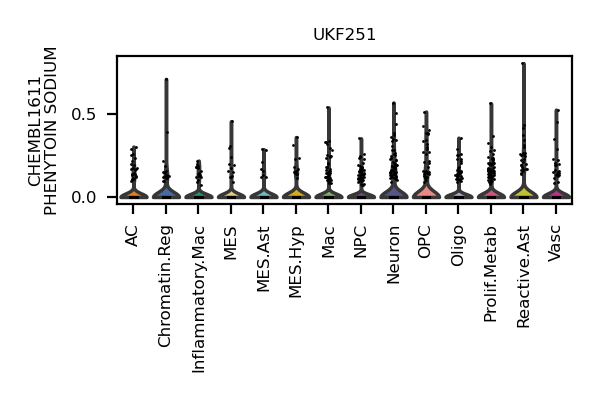 UKF251
CHEMBL1611
PHENYTOIN SODIUM
0.5
0.0
AC
Chromatin.Reg
Inflammatory.Mac
MES
MES.Ast
MES.Hyp
Mac
NPC
Neuron
OPC
Oligo
Prolif.Metab
Reactive.Ast
Vasc